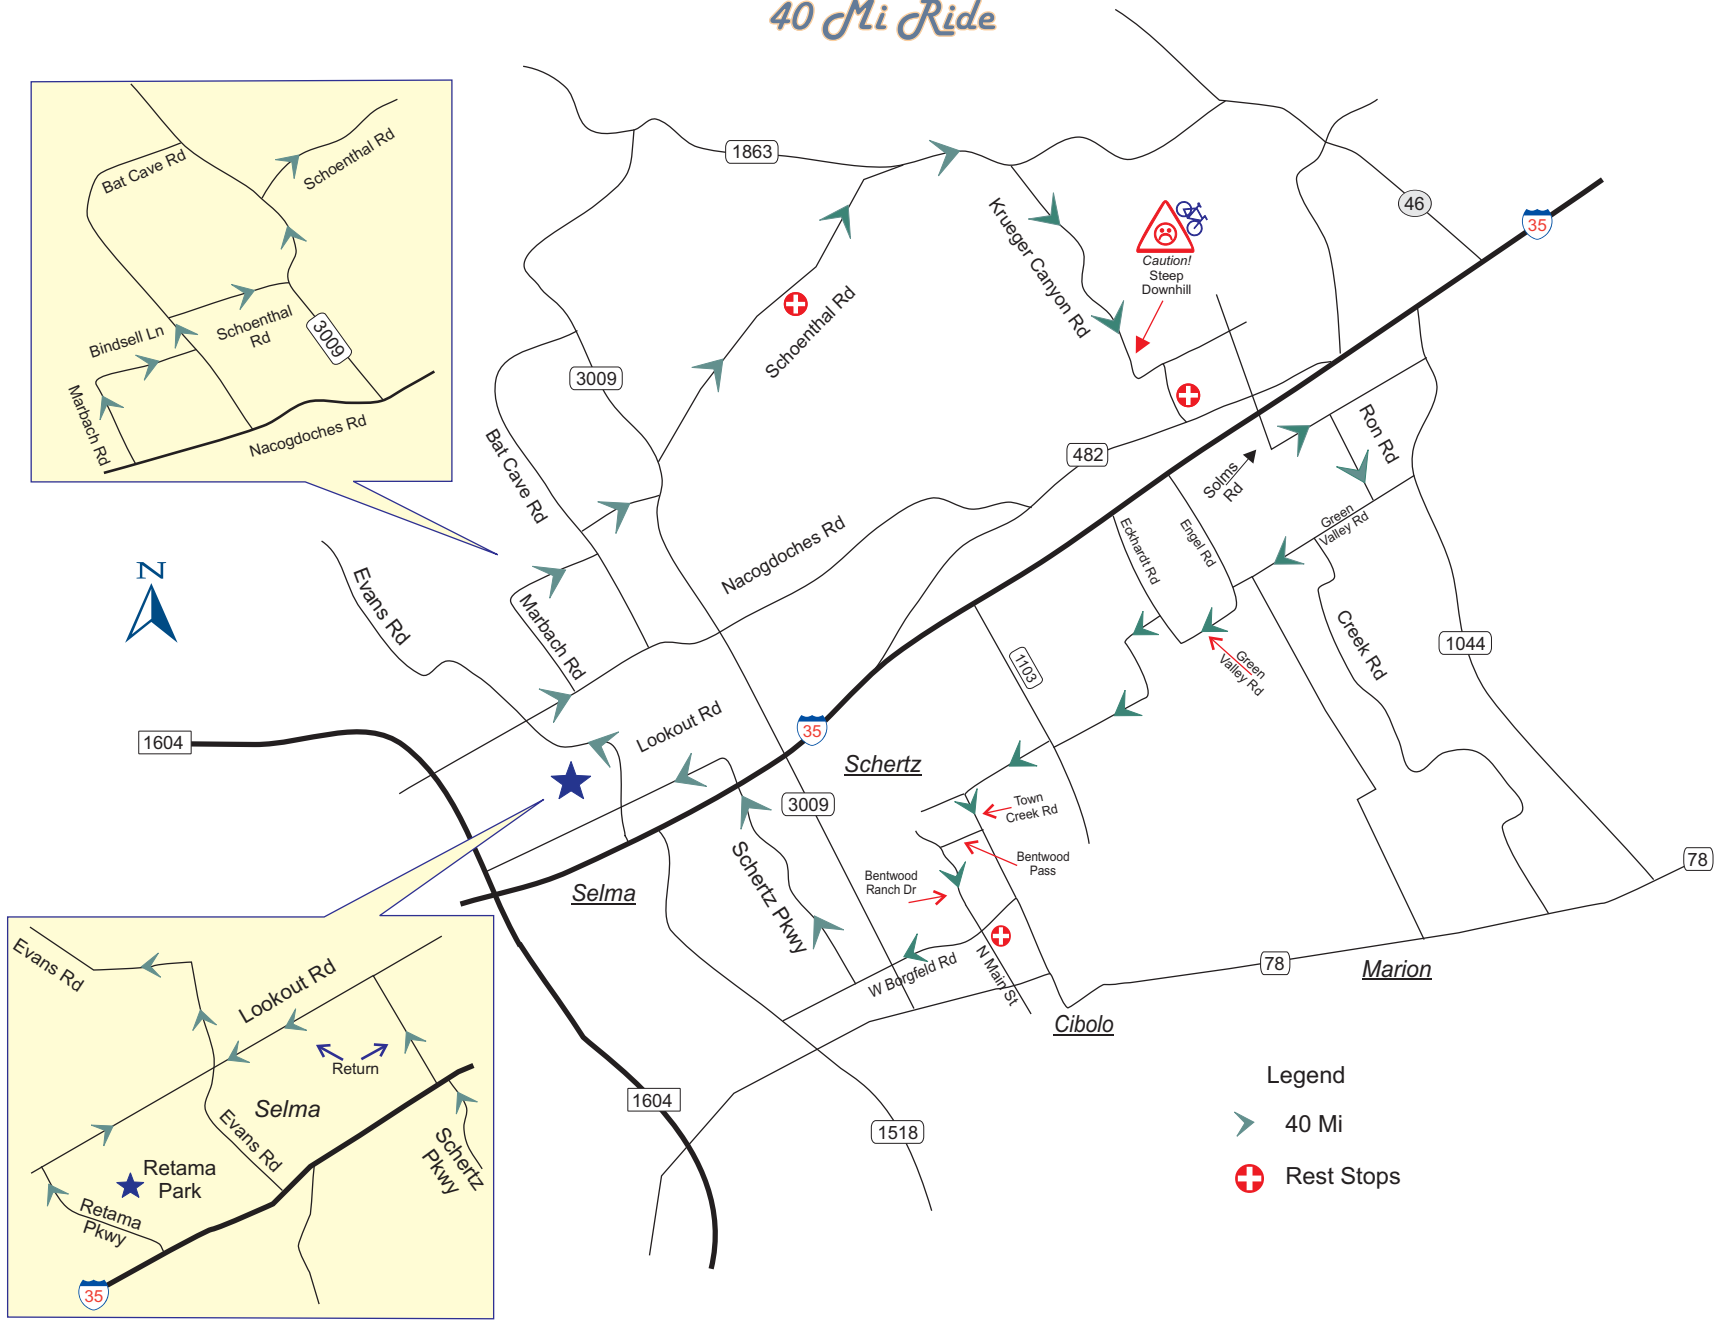 40 Mi Ride
Bat Cave Rd
Schoenthal Rd
Bindsell Ln
Schoenthal
Rd
3009
Marbach Rd
Nacogdoches Rd
1863
46
35
Krueger Canyon Rd
Caution!
Steep
Downhill
Schoenthal Rd
3009
Bat Cave Rd
482
Solms
Rd
Ron Rd
Green
Valley Rd
Eckhardt Rd
Engel Rd
Nacogdoches Rd
N
Evans Rd
Marbach Rd
1103
Green
Valley Rd
Creek Rd
1044
1604
Lookout Rd
35
Schertz
3009
Town
Creek Rd
Bentwood
Pass
Bentwood
Ranch Dr
78
Selma
Schertz Pkwy
W Borgfeld Rd
N Main St
78
Marion
Cibolo
1604
1518
Evans Rd
Lookout Rd
Return
Selma
Evans Rd
Schertz
Pkwy
Retama
Park
Retama
Pkwy
35
Legend
40 Mi
Rest Stops